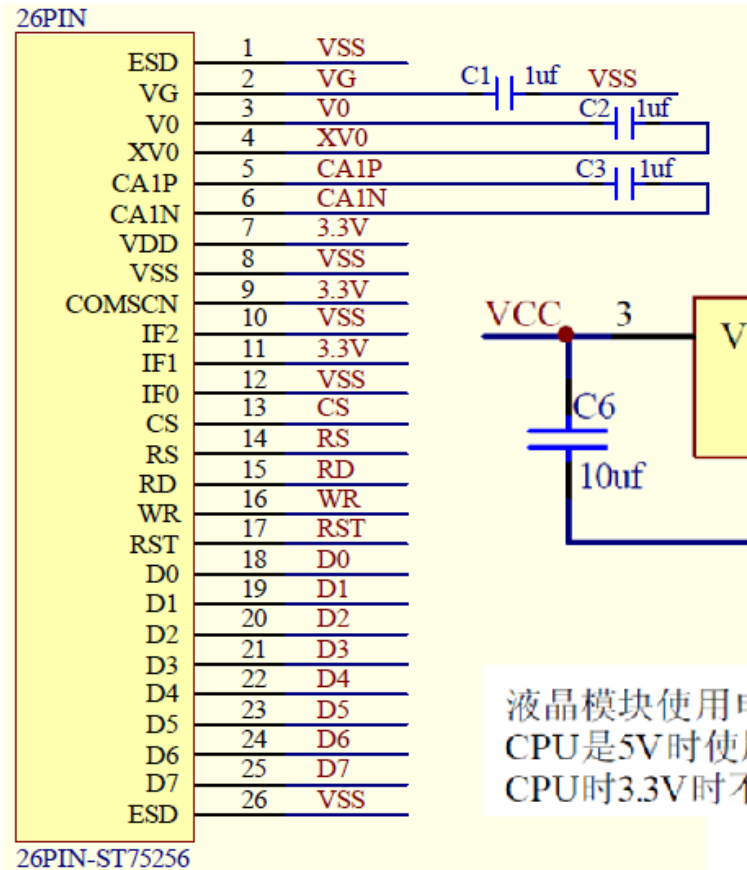 26PIN
ESD 1 VSS
VG 2 VG C1 1uf VSS
V0 3 V0 C2 1uf
XV0 4 XV0
CA1P 5 CA1P C3 1uf
CA1N 6 CA1N
VDD 7 3.3V
VSS 8 VSS
COMSCN 9 3.3V
IF2 10 VSS
IF1 11 3.3V
IF0 12 VSS
CS 13 CS
RS 14 RS
RD 15 RD
WR 16 WR
RST 17 RST
D0 18 D0
D1 19 D1
D2 20 D2
D3 21 D3
D4 22 D4
D5 23 D5
D6 24 D6
D7 25 D7
ESD 26 VSS
26PIN-ST75256
VCC 3 V
C6
10uf
液晶模块使用
CPU是5V时使
CPU时3.3V时